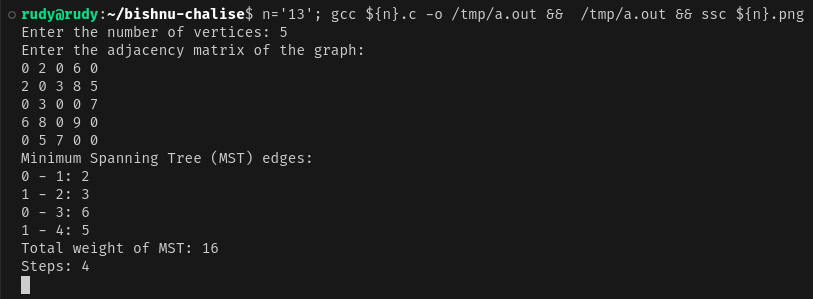 rudy@rudy:~/bishnu-chalise$ n='13'; gcc ${n}.c -o /tmp/a.out &&  /tmp/a.out && ssc ${n}.png
Enter the number of vertices: 5
Enter the adjacency matrix of the graph:
0 2 0 6 0
2 0 3 8 5
0 3 0 0 7
6 8 0 9 0
0 5 7 0 0
Minimum Spanning Tree (MST) edges:
0 - 1: 2
1 - 2: 3
0 - 3: 6
1 - 4: 5
Total weight of MST: 16
Steps: 4